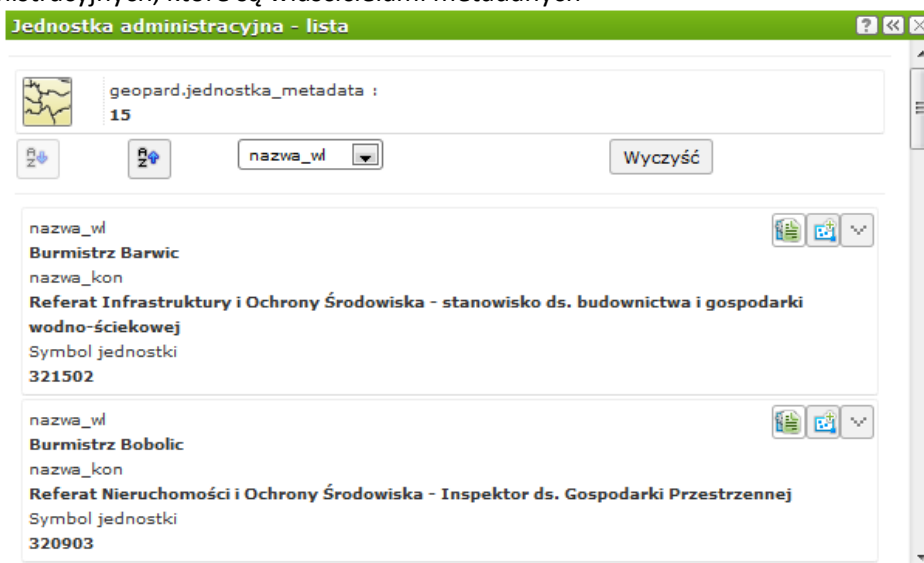 Jednostka administracyjna - lista
geopard.jednostka_metadata :
15
nazwa_wl
Wyczyść
nazwa_wl
Burmistrz Barwic
nazwa_kon
Referat Infrastruktury i Ochrony Środowiska - stanowisko ds. budownictwa i gospodarki
wodno-ściekowej
Symbol jednostki
321502
nazwa_wl
Burmistrz Bobolic
nazwa_kon
Referat Nieruchomości i Ochrony Środowiska - Inspektor ds. Gospodarki Przestrzennej
Symbol jednostki
320903